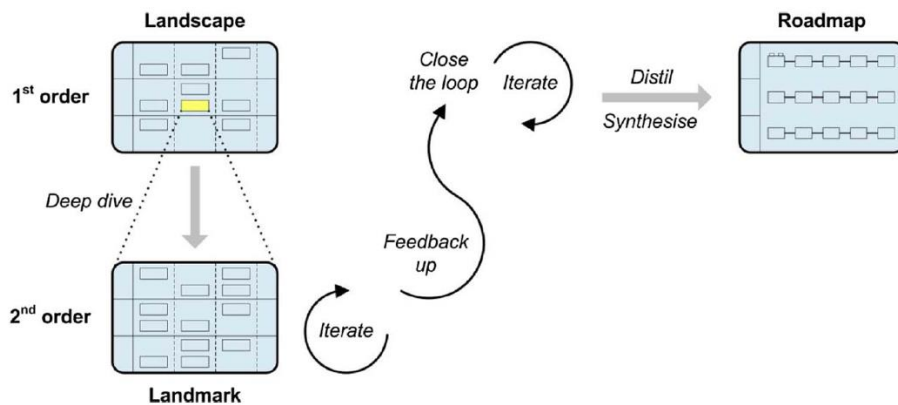 Landscape
Roadmap
1st order
Close
the loop
Iterate
Distil
Synthesise
Deep dive
Feedback
up
2nd order
Iterate
Landmark